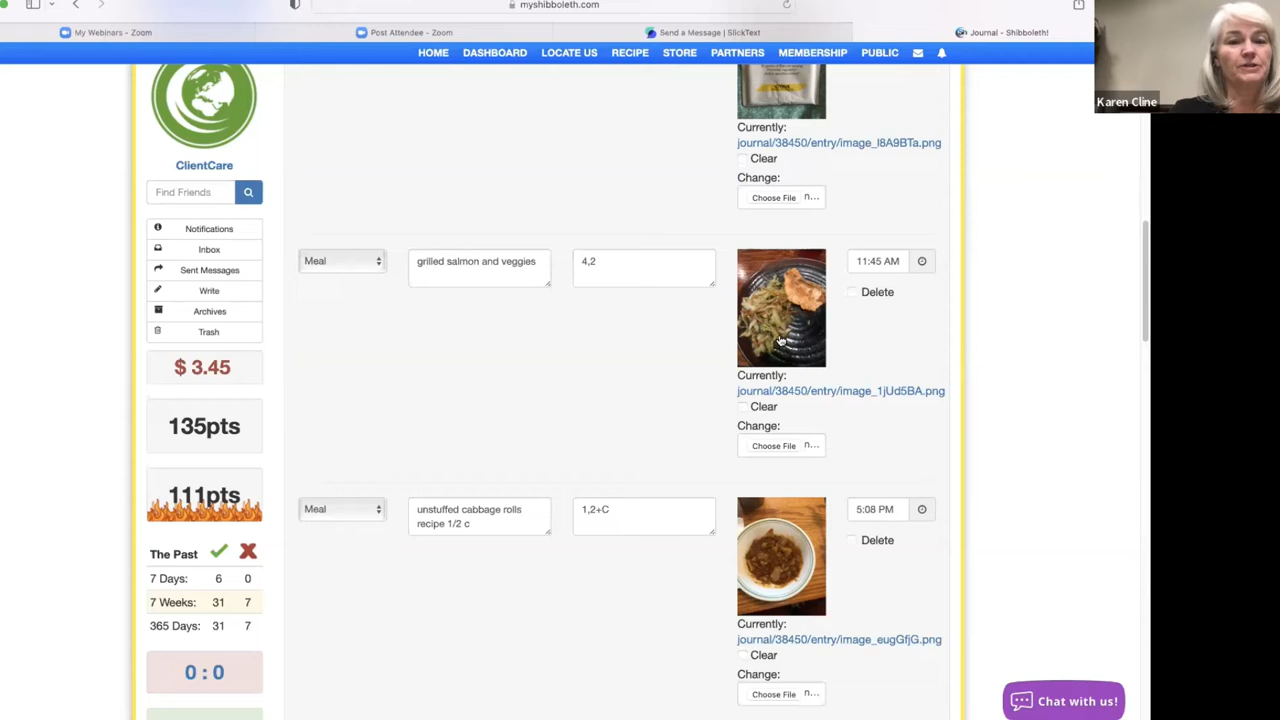 myshibboleth.com
My Webinars - Zoom
Post Attendee - Zoom
Send a Message | SlickText
Journal - Shibboleth!
HOME
DASHBOARD
LOCATE US
RECIPE
STORE
PARTNERS
MEMBERSHIP
PUBLIC
Karen Cline
ClientCare
Find Friends
Notifications
Inbox
Sent Messages
Write
Archives
Trash
$ 3.45
135pts
111pts
The Past
7 Days: 6 0
7 Weeks: 31 7
365 Days: 31 7
0 : 0
Currently:
journal/38450/entry/image_I8A9BTa.png
Clear
Change:
Choose File n...
Meal
grilled salmon and veggies
4,2
11:45 AM
Delete
Currently:
journal/38450/entry/image_1jUd5BA.png
Clear
Change:
Choose File n...
Meal
unstuffed cabbage rolls
recipe 1/2 c
1,2+C
5:08 PM
Delete
Currently:
journal/38450/entry/image_eugGfjG.png
Clear
Change:
Choose File n...
Chat with us!